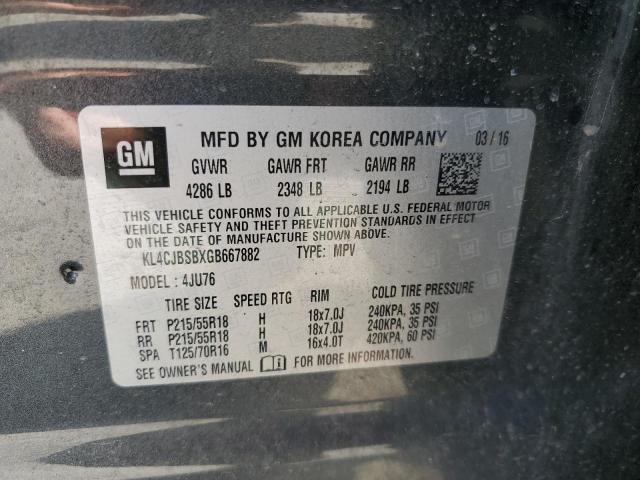 GM MFD BY GM KOREA COMPANY 03/16
GVWR GAWR FRT GAWR RR
4286 LB 2348 LB 2194 LB
THIS VEHICLE CONFORMS TO ALL APPLICABLE U.S. FEDERAL MOTOR
VEHICLE SAFETY AND THEFT PREVENTION STANDARDS IN EFFECT
ON THE DATE OF MANUFACTURE SHOWN ABOVE.
KL4CJBSBXGB667882 TYPE: MPV
MODEL : 4JU76
TIRE SIZE SPEED RTG RIM COLD TIRE PRESSURE
FRT P215/55R18 H 18x7.0J 240KPA, 35 PSI
RR P215/55R18 H 18x7.0J 240KPA, 35 PSI
SPA T125/70R16 M 16x4.0T 420KPA, 60 PSI
SEE OWNER'S MANUAL FOR MORE INFORMATION.